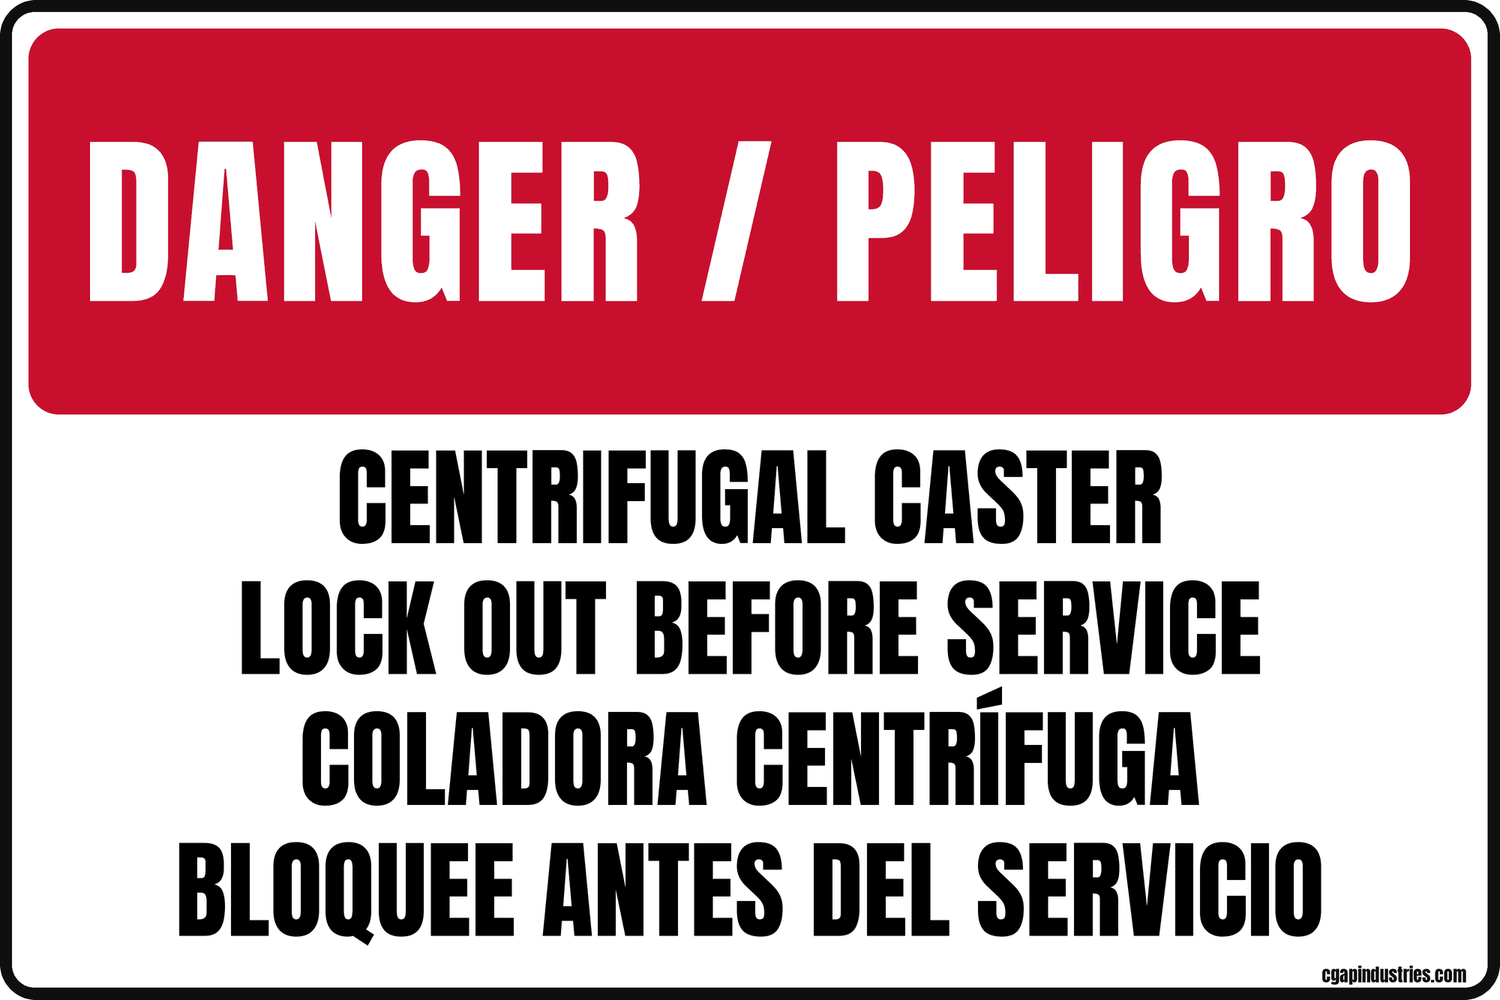 DANGER / PELIGRO
CENTRIFUGAL CASTER
LOCK OUT BEFORE SERVICE
COLADORA CENTRÍFUGA
BLOQUEE ANTES DEL SERVICIO
cgapindustries.com